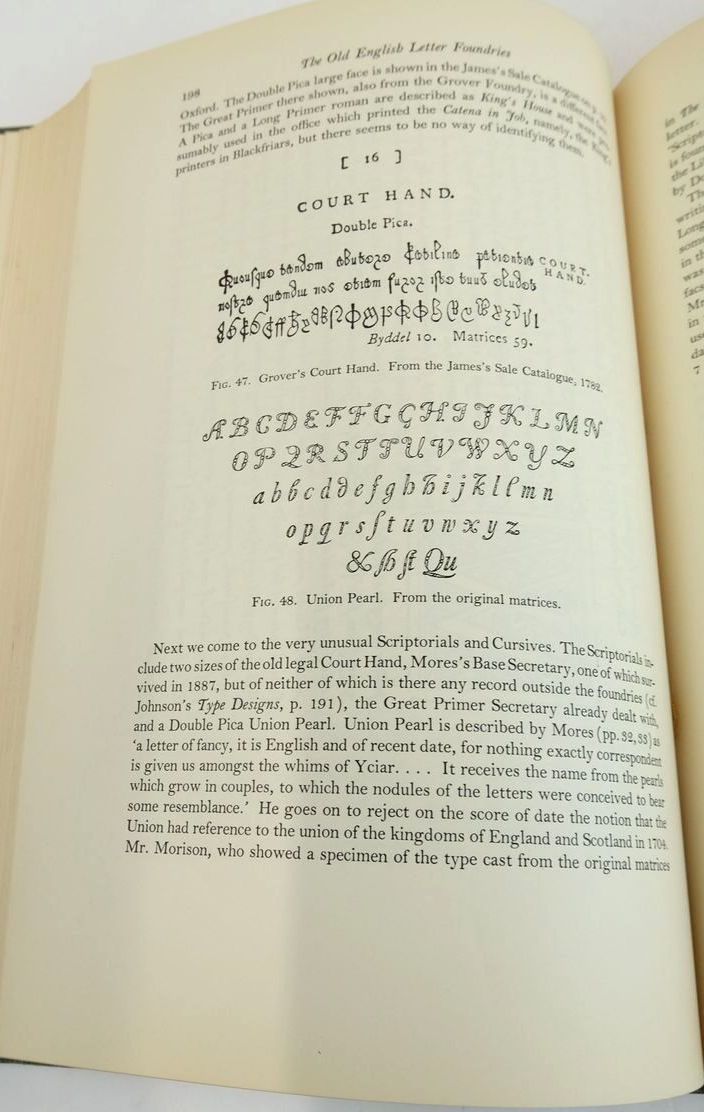 The Old English Letter Foundries
198
Oxford. The Double Pica large face is shown in the James's Sale Catalogue on p.
The Great Primer there shown, also from the Grover Foundry, is a different
A Pica and a Long Primer roman are described as King's House and were
sumably used in the office which printed the Catena in Job, namely, the King's
printers in Blackfriars, but there seems to be no way of identifying them.
[ 16 ]
COURT HAND.
Double Pica.
COURT.
HAND.
Byddel 10. Matrices 59.
FIG. 47. Grover's Court Hand. From the James's Sale Catalogue, 1782.
A B C D E F F G G H I J K L M N
O P Q R S T T U V W X Y Z
a b b c d d e f g h h i j k l l m n
o p q r s ſ t u v w x y z
& ſh ſt Qu
FIG. 48. Union Pearl. From the original matrices.
Next we come to the very unusual Scriptorials and Cursives. The Scriptorials in-
clude two sizes of the old legal Court Hand, Mores's Base Secretary, one of which sur-
vived in 1887, but of neither of which is there any record outside the foundries (cf.
Johnson's Type Designs, p. 191), the Great Primer Secretary already dealt with,
and a Double Pica Union Pearl. Union Pearl is described by Mores (pp. 32, 33) as
'a letter of fancy, it is English and of recent date, for nothing exactly correspondent
is given us amongst the whims of Yciar. . . . It receives the name from the pearls
which grow in couples, to which the nodules of the letters were conceived to bear
some resemblance.' He goes on to reject on the score of date the notion that the
Union had reference to the union of the kingdoms of England and Scotland in 1704.
Mr. Morison, who showed a specimen of the type cast from the original matrices